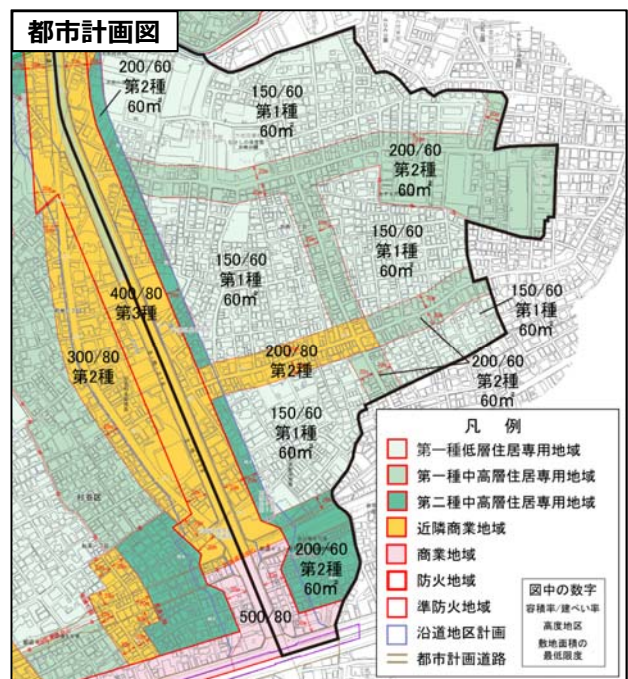 都市計画図
200/60
第2種
60㎡
150/60
第1種
60㎡
200/60
第2種
60㎡
150/60
第1種
60㎡
150/60
第1種
60㎡
150/60
第1種
60㎡
400/80
第3種
300/80
第2種
200/80
第2種
200/60
第2種
60㎡
150/60
第1種
60㎡
200/60
第2種
60㎡
500/80
杉並区
凡 例
第一種低層住居専用地域
第一種中高層住居専用地域
第二種中高層住居専用地域
近隣商業地域
商業地域
防火地域
準防火地域
沿道地区計画
都市計画道路
図中の数字
容積率/建ぺい率
高度地区
敷地面積の
最低限度